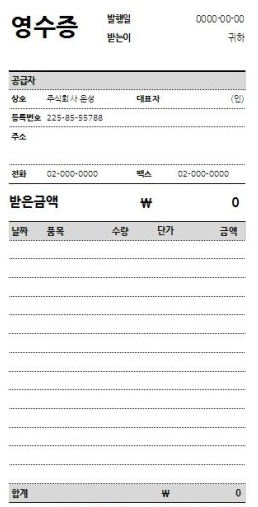 영수증
발행일 0000-00-00
받는이 귀하
공급자
상호 주식회사 운성 대표자 (인)
등록번호 225-85-55788
주소
전화 02-000-0000 팩스 02-000-0000
받은금액 ₩ 0
날짜 품목 수량 단가 금액
합계 ₩ 0